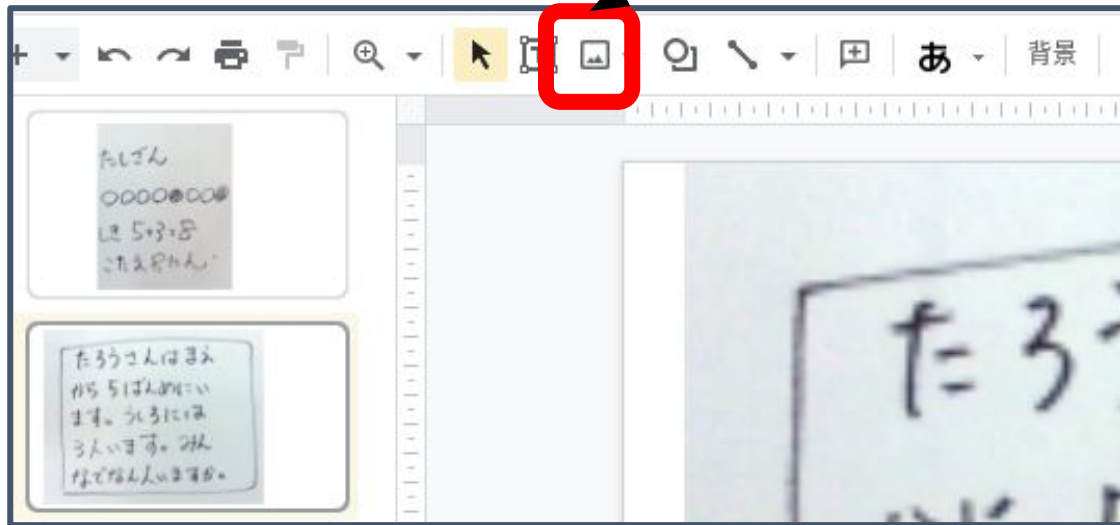 あ 背景
たしざん
○○○○●○○●
しき 5+3=8
こたえ8にん
たろうさんはまえ
から5ばんめにい
ます。うしろには
3人います。みん
なでなん人いますか。
たろ